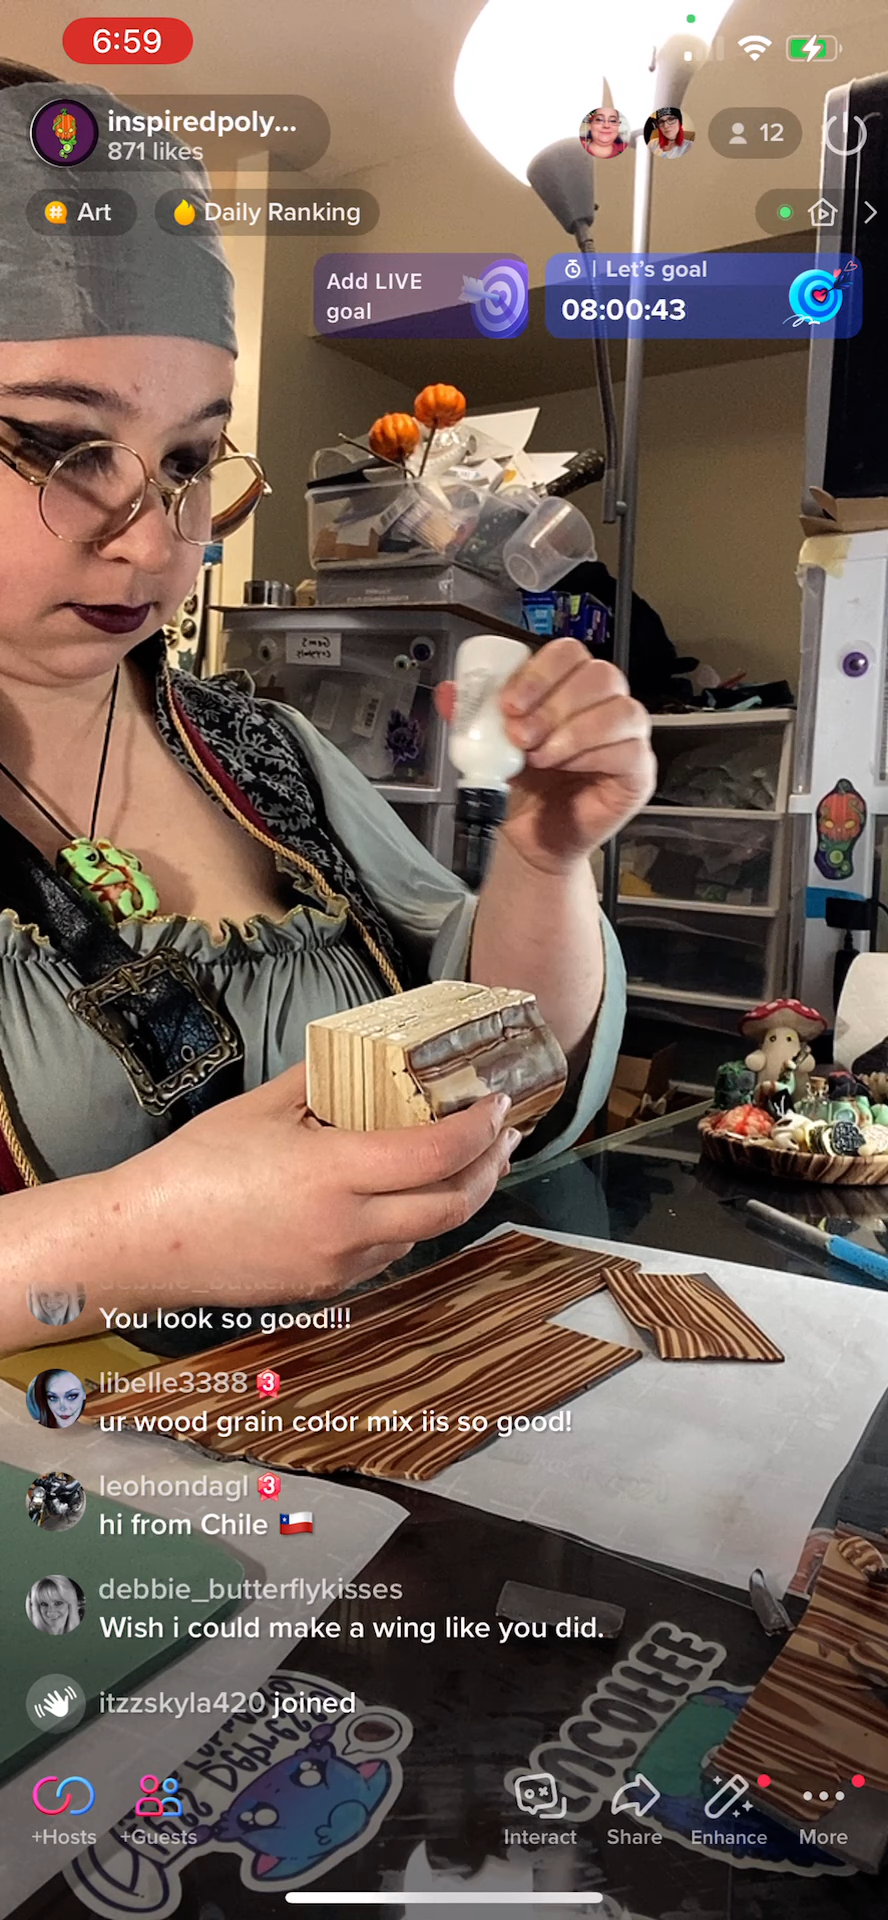 6:59
inspiredpoly...
871 likes
12
Art
Daily Ranking
Add LIVE
goal
| Let's goal
08:00:43
You look so good!!!
libelle3388 3
ur wood grain color mix iis so good!
leohondagl 3
hi from Chile 🇨🇱
debbie_butterflykisses
Wish i could make a wing like you did.
itzzskyla420 joined
+Hosts
+Guests
Interact
Share
Enhance
More